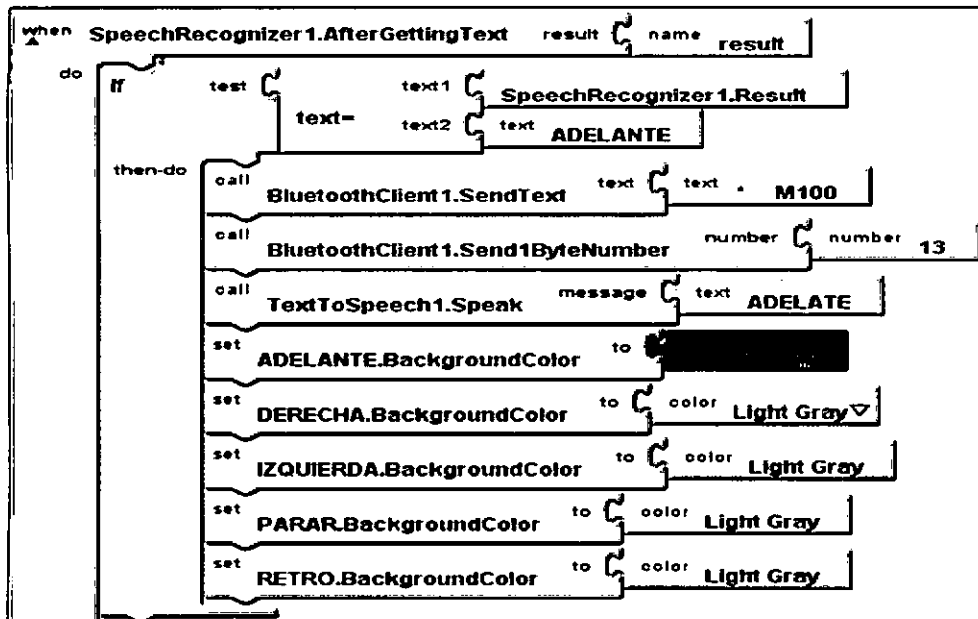 when SpeechRecognizer1.AfterGettingText result name result
do If test text= text1 SpeechRecognizer1.Result
text2 text ADELANTE
then-do call BluetoothClient1.SendText text text M100
call BluetoothClient1.Send1ByteNumber number number 13
call TextToSpeech1.Speak message text ADELATE
set ADELANTE.BackgroundColor to
set DERECHA.BackgroundColor to color Light Gray
set IZQUIERDA.BackgroundColor to color Light Gray
set PARAR.BackgroundColor to color Light Gray
set RETRO.BackgroundColor to color Light Gray